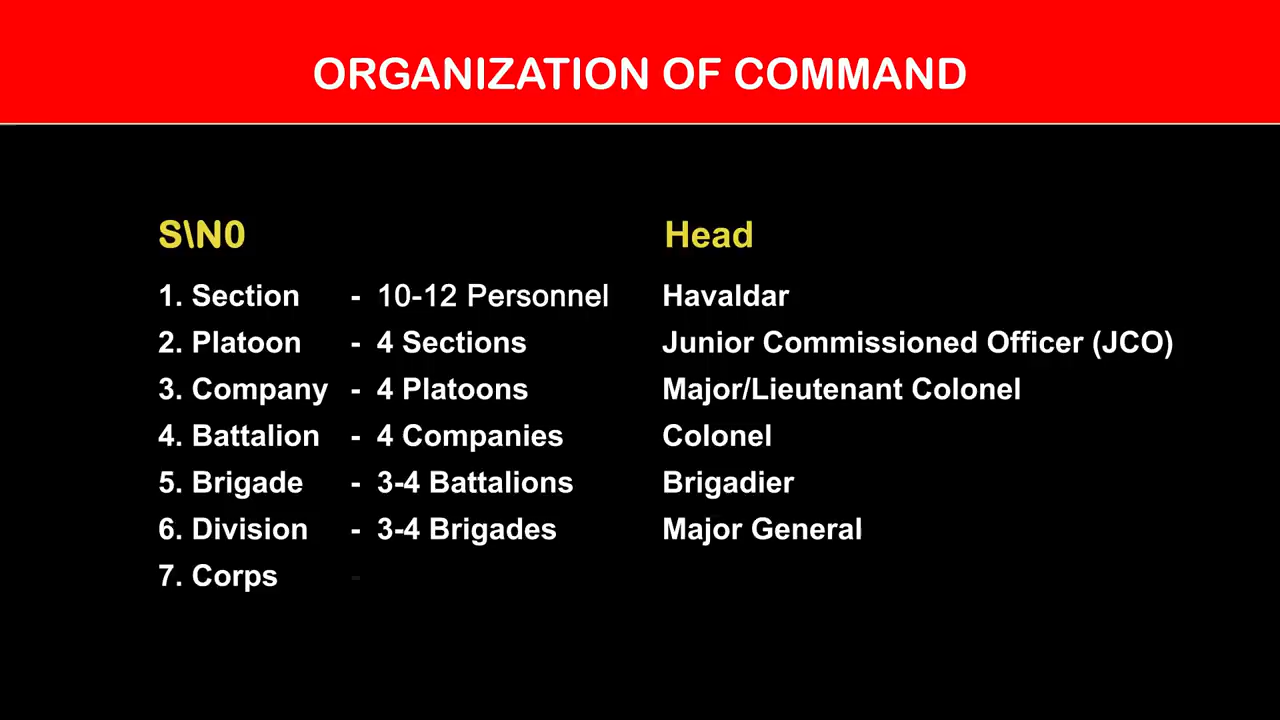 ORGANIZATION OF COMMAND
S\N0 Head
1. Section - 10-12 Personnel Havaldar
2. Platoon - 4 Sections Junior Commissioned Officer (JCO)
3. Company - 4 Platoons Major/Lieutenant Colonel
4. Battalion - 4 Companies Colonel
5. Brigade - 3-4 Battalions Brigadier
6. Division - 3-4 Brigades Major General
7. Corps -